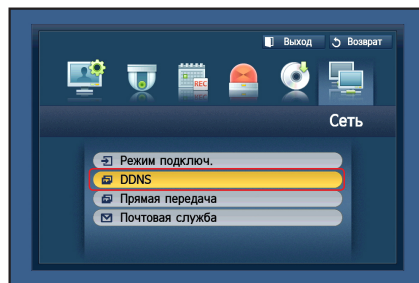 Выход Возврат
REC
Сеть
Режим подключ.
DDNS
Прямая передача
Почтовая служба